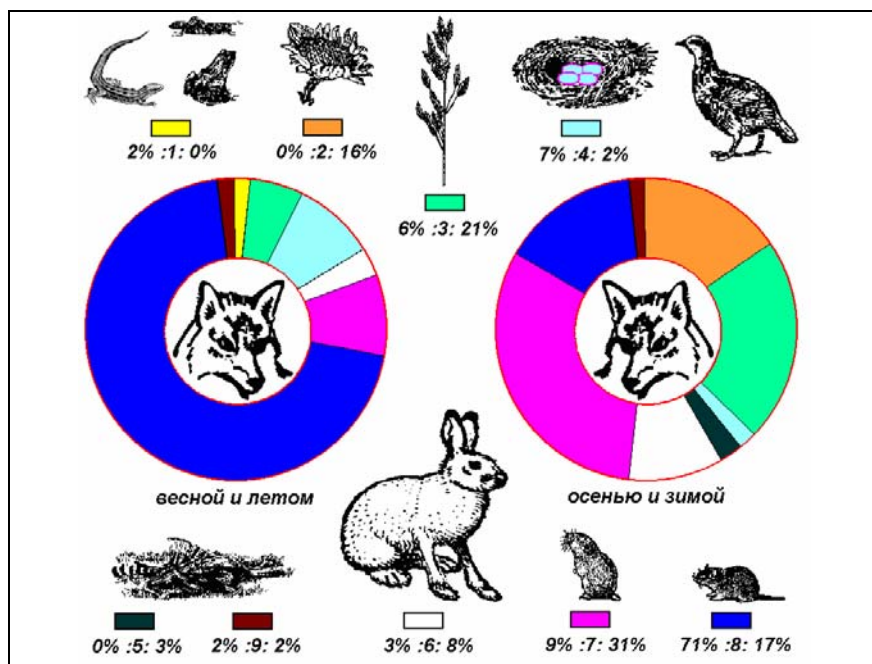 2% :1: 0%
0% :2: 16%
7% :4: 2%
6% :3: 21%
весной и летом
осенью и зимой
0% :5: 3%
2% :9: 2%
3% :6: 8%
9% :7: 31%
71% :8: 17%